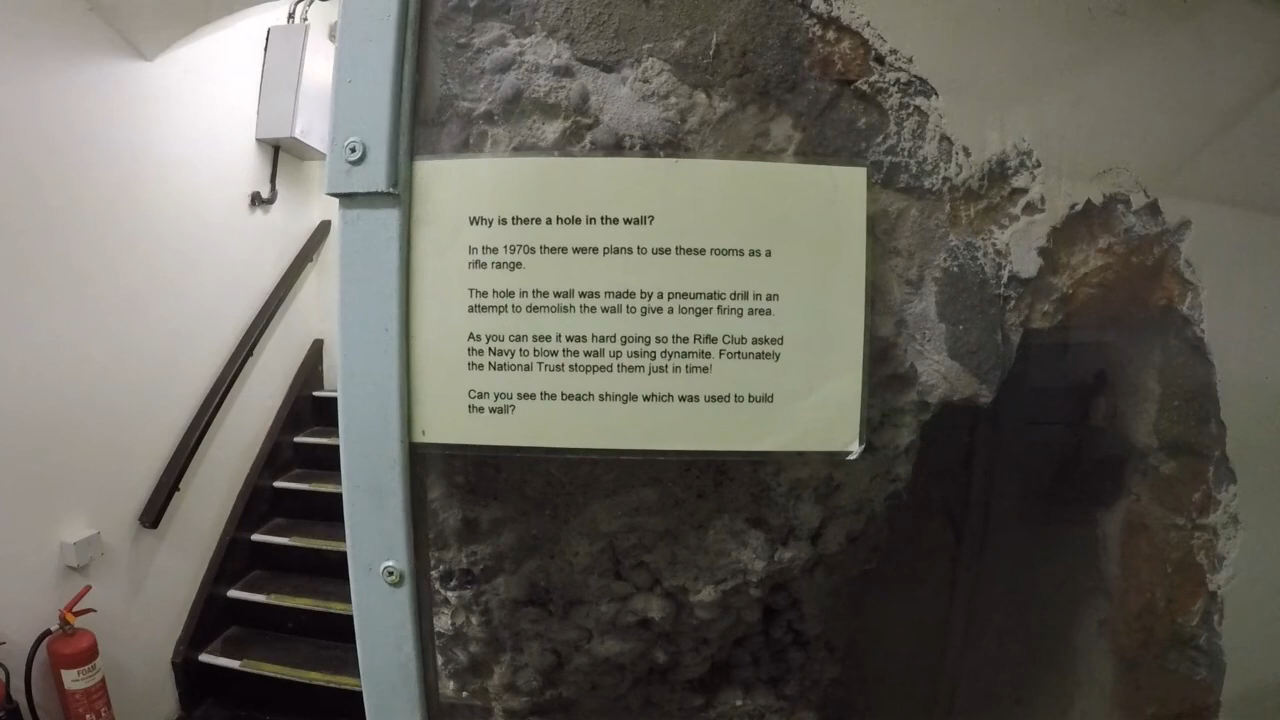 Why is there a hole in the wall?
In the 1970s there were plans to use these rooms as a
rifle range.
The hole in the wall was made by a pneumatic drill in an
attempt to demolish the wall to give a longer firing area.
As you can see it was hard going so the Rifle Club asked
the Navy to blow the wall up using dynamite. Fortunately
the National Trust stopped them just in time!
Can you see the beach shingle which was used to build
the wall?
FOAM